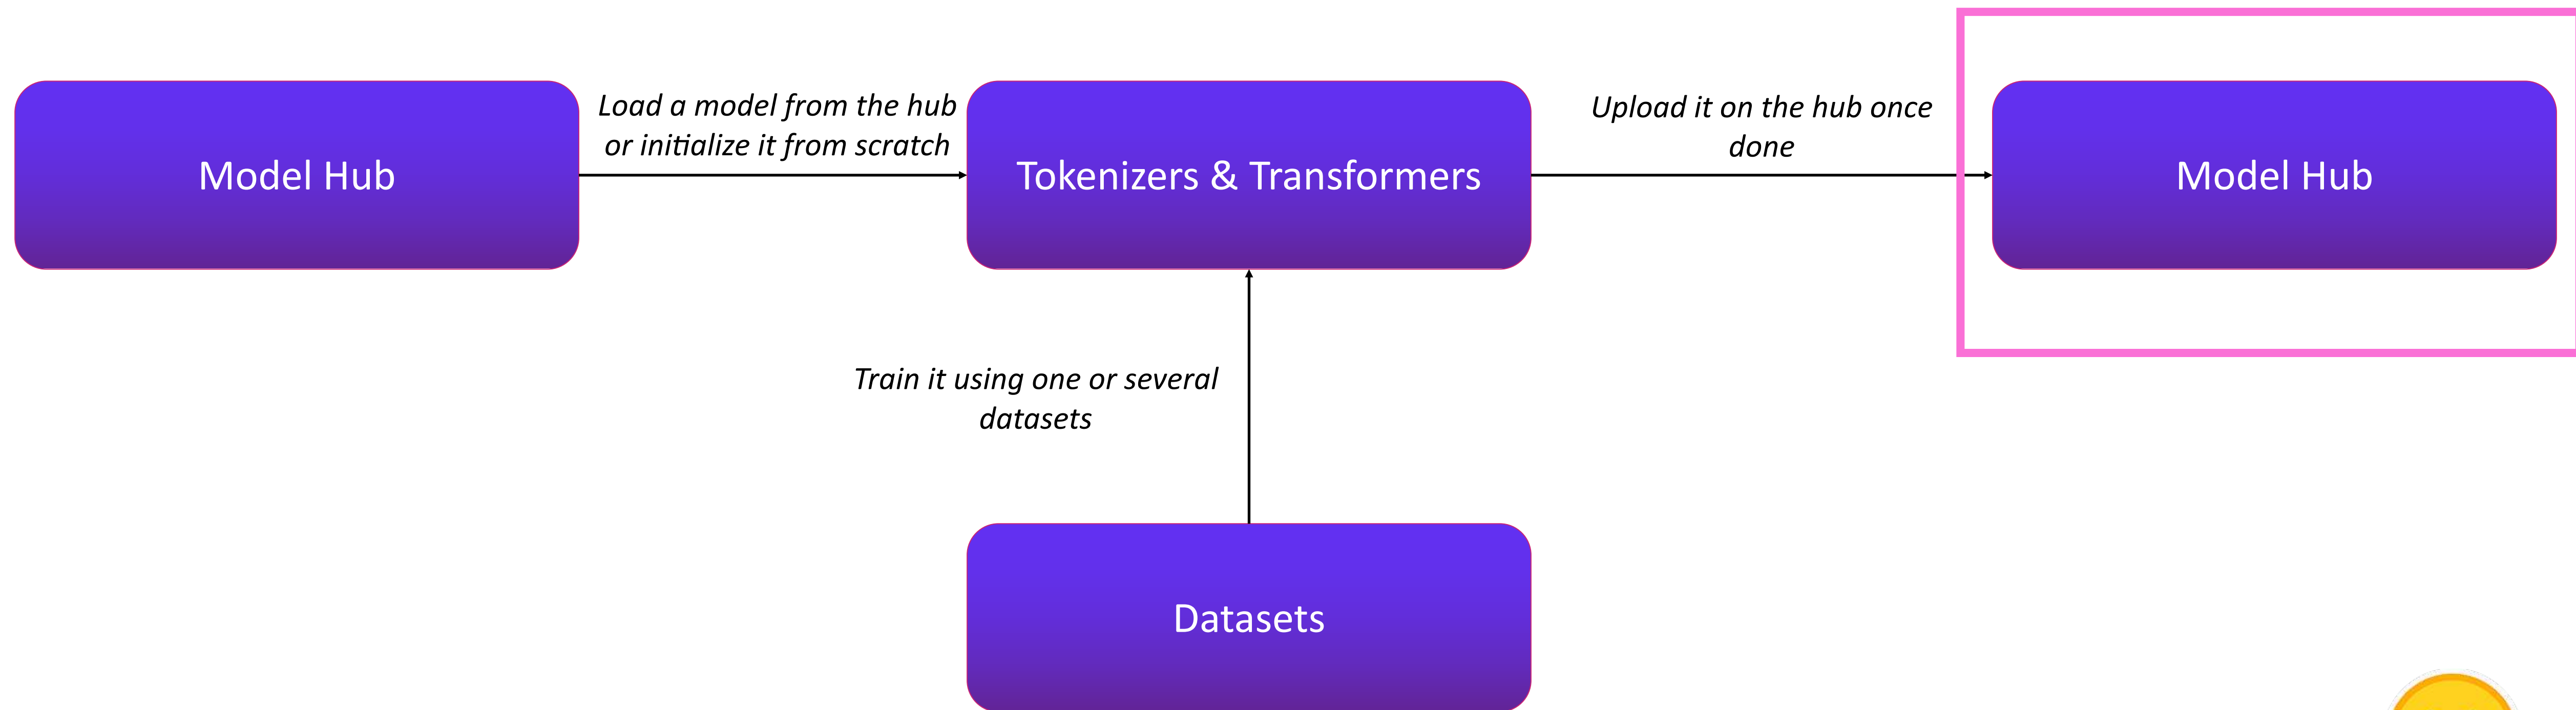 Model Hub
Load a model from the hub
or initialize it from scratch
Tokenizers & Transformers
Upload it on the hub once
done
Model Hub
Train it using one or several
datasets
Datasets